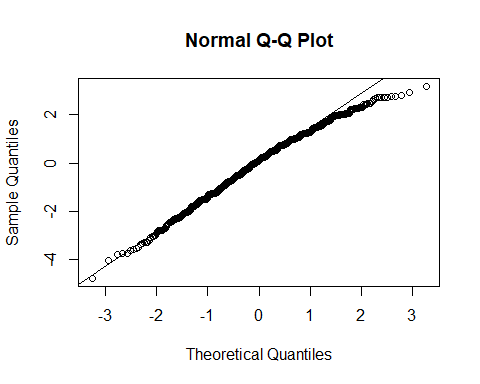 Normal Q-Q Plot
Sample Quantiles
2
0
-2
-4
-3 -2 -1 0 1 2 3
Theoretical Quantiles